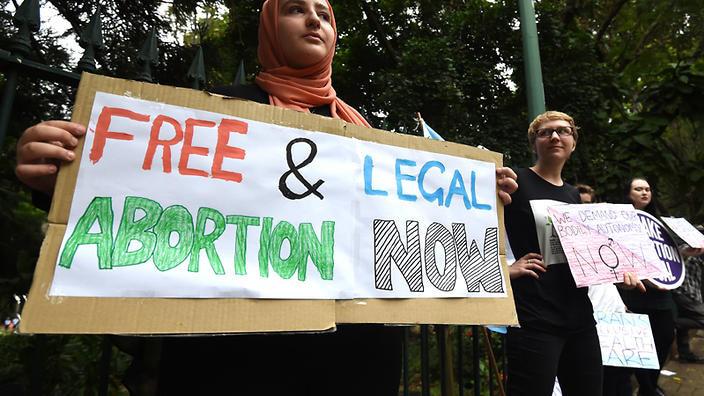 FREE & LEGAL
ABORTION NOW
WE DEMAND OUR
BODILY AUTONOMY
NOW